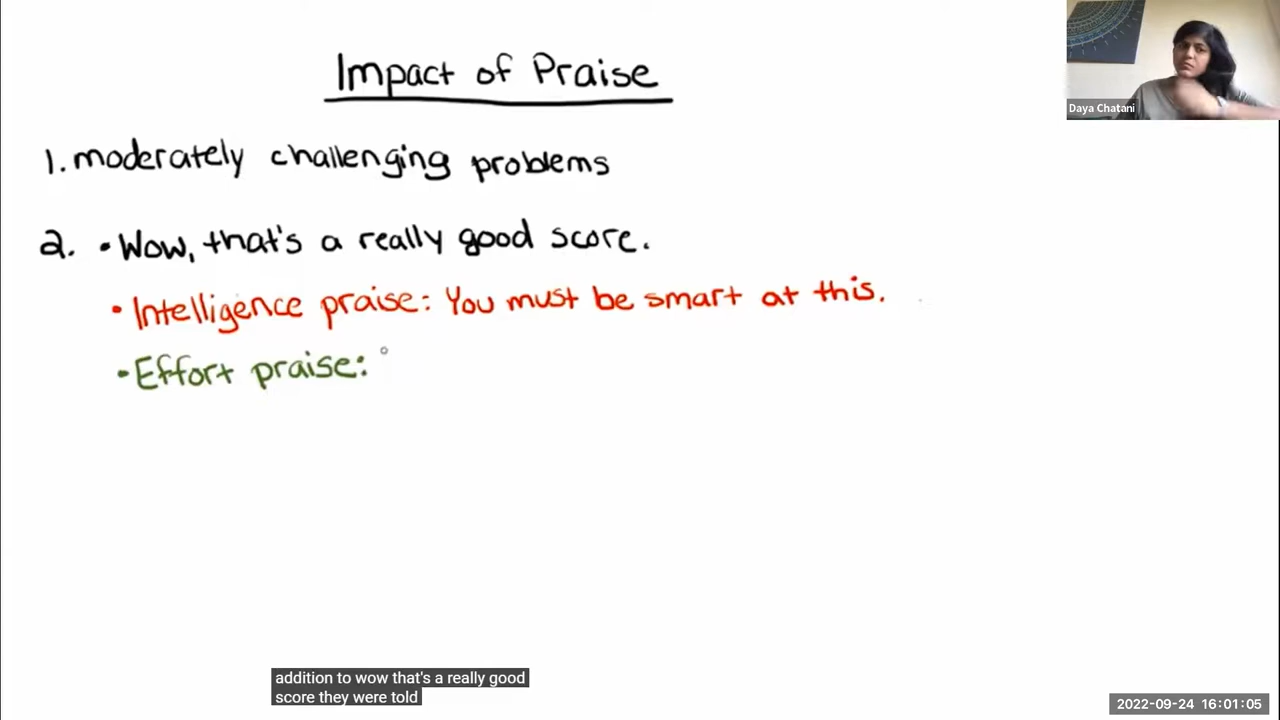 Impact of Praise
Daya Chatani
1. moderately challenging problems
2. • Wow, that's a really good score.
• Intelligence praise: You must be smart at this.
• Effort praise:
addition to wow that's a really good
score they were told
2022-09-24 16:01:05